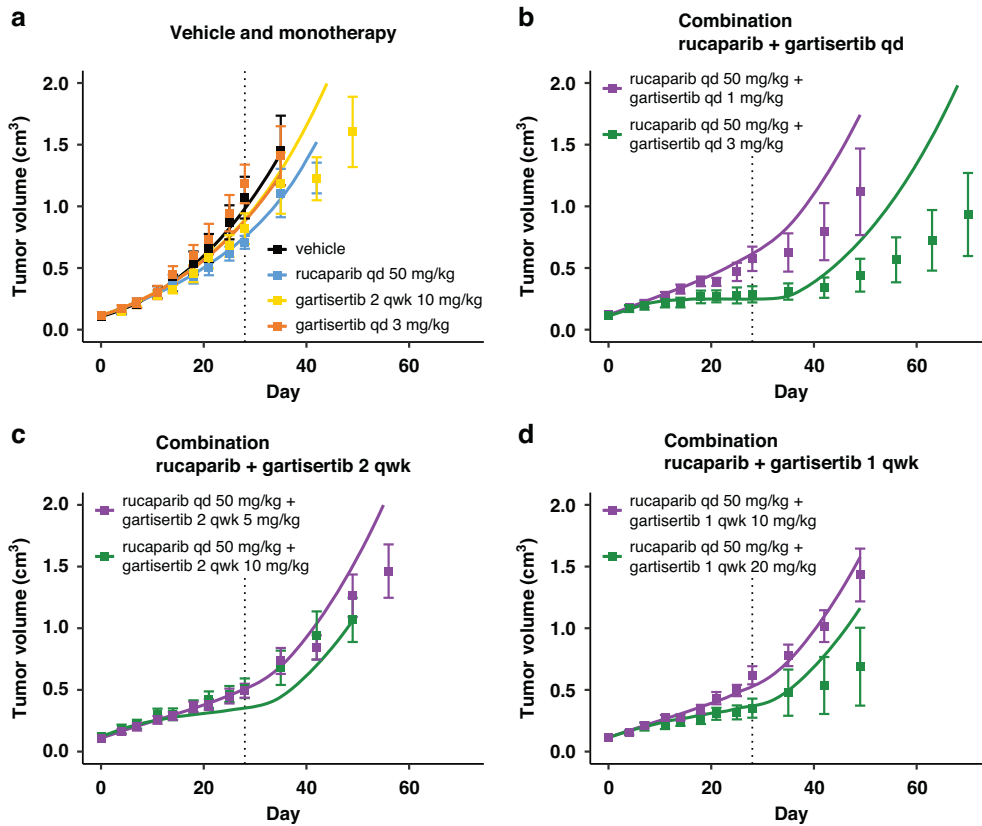 a
Vehicle and monotherapy
Tumor volume (cm³)
2.0
1.5
1.0
0.5
0.0
vehicle
rucaparib qd 50 mg/kg
gartisertib 2 qwk 10 mg/kg
gartisertib qd 3 mg/kg
0
20
40
60
Day
b
Combination
rucaparib + gartisertib qd
Tumor volume (cm³)
2.0
1.5
1.0
0.5
0.0
rucaparib qd 50 mg/kg +
gartisertib qd 1 mg/kg
rucaparib qd 50 mg/kg +
gartisertib qd 3 mg/kg
0
20
40
60
Day
c
Combination
rucaparib + gartisertib 2 qwk
Tumor volume (cm³)
2.0
1.5
1.0
0.5
0.0
rucaparib qd 50 mg/kg +
gartisertib 2 qwk 5 mg/kg
rucaparib qd 50 mg/kg +
gartisertib 2 qwk 10 mg/kg
0
20
40
60
Day
d
Combination
rucaparib + gartisertib 1 qwk
Tumor volume (cm³)
2.0
1.5
1.0
0.5
0.0
rucaparib qd 50 mg/kg +
gartisertib 1 qwk 10 mg/kg
rucaparib qd 50 mg/kg +
gartisertib 1 qwk 20 mg/kg
0
20
40
60
Day